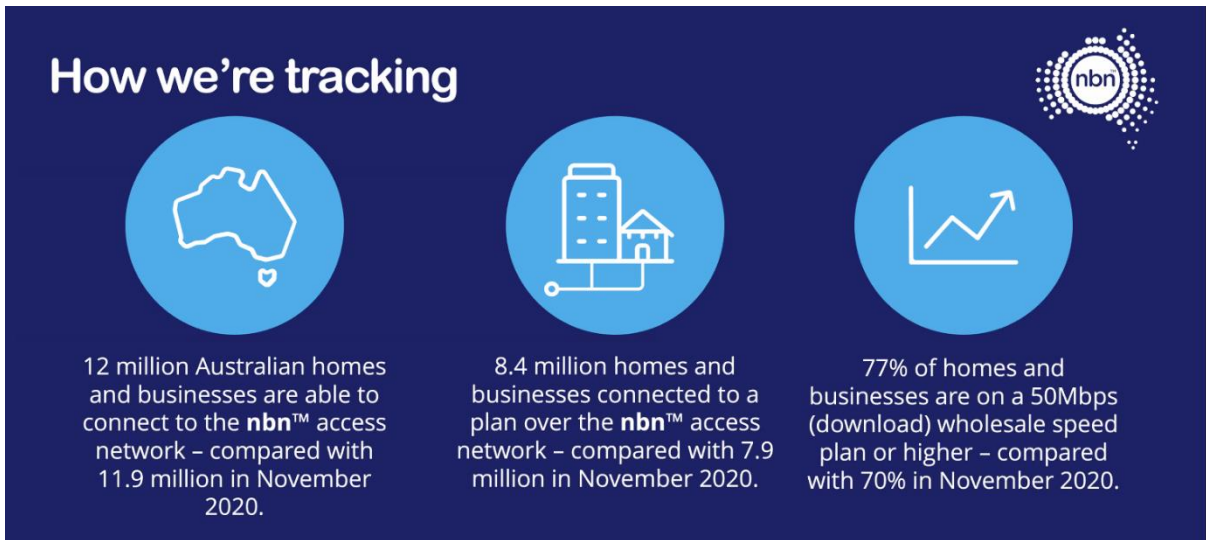 How we're tracking
nbn™
12 million Australian homes
and businesses are able to
connect to the nbn™ access
network – compared with
11.9 million in November
2020.
8.4 million homes and
businesses connected to a
plan over the nbn™ access
network – compared with 7.9
million in November 2020.
77% of homes and
businesses are on a 50Mbps
(download) wholesale speed
plan or higher – compared
with 70% in November 2020.